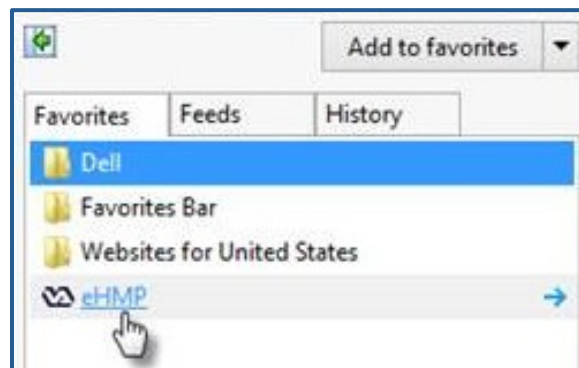 Add to favorites
Favorites Feeds History
Dell
Favorites Bar
Websites for United States
eHMP